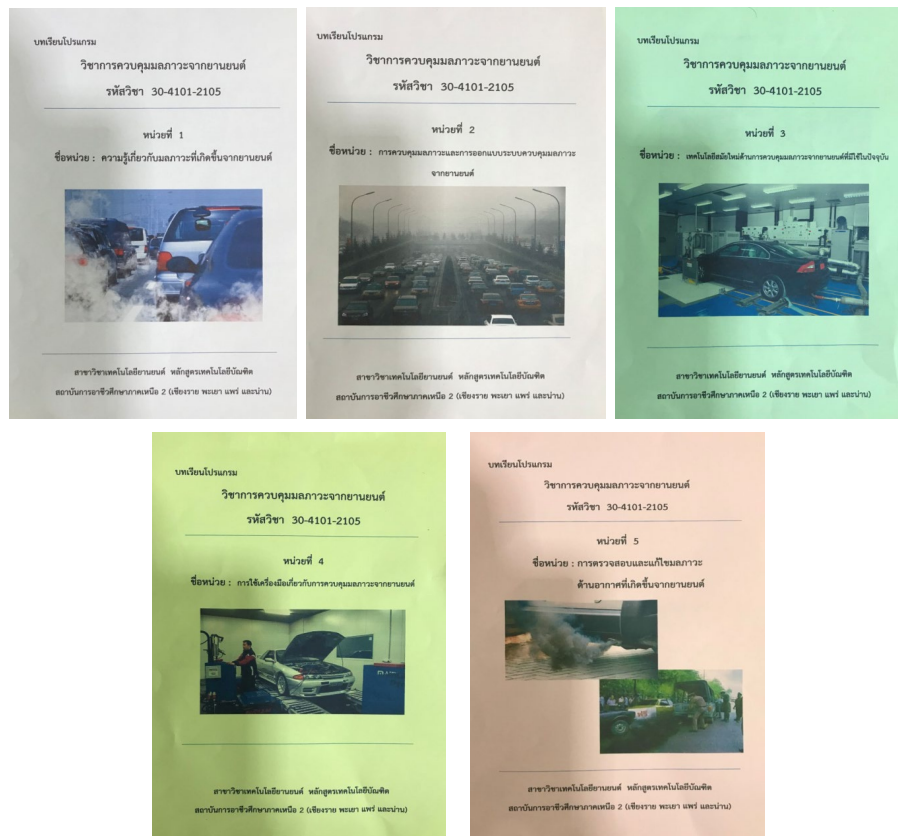 บทเรียนโปรแกรม
วิชาการควบคุมมลภาวะจากยานยนต์
รหัสวิชา 30-4101-2105
หน่วยที่ 1
ชื่อหน่วย : ความรู้เกี่ยวกับมลภาวะที่เกิดขึ้นจากยานยนต์
สาขาวิชาเทคโนโลยียานยนต์ หลักสูตรเทคโนโลยีบัณฑิต
สถาบันการอาชีวศึกษาภาคเหนือ 2 (เชียงราย พะเยา แพร่ และน่าน)
บทเรียนโปรแกรม
วิชาการควบคุมมลภาวะจากยานยนต์
รหัสวิชา 30-4101-2105
หน่วยที่ 2
ชื่อหน่วย : การควบคุมมลภาวะและการออกแบบระบบควบคุมมลภาวะ
จากยานยนต์
สาขาวิชาเทคโนโลยียานยนต์ หลักสูตรเทคโนโลยีบัณฑิต
สถาบันการอาชีวศึกษาภาคเหนือ 2 (เชียงราย พะเยา แพร่ และน่าน)
บทเรียนโปรแกรม
วิชาการควบคุมมลภาวะจากยานยนต์
รหัสวิชา 30-4101-2105
หน่วยที่ 3
ชื่อหน่วย : เทคโนโลยีสมัยใหม่ด้านการควบคุมมลภาวะจากยานยนต์ที่มีใช้ในปัจจุบัน
สาขาวิชาเทคโนโลยียานยนต์ หลักสูตรเทคโนโลยีบัณฑิต
สถาบันการอาชีวศึกษาภาคเหนือ 2 (เชียงราย พะเยา แพร่ และน่าน)
บทเรียนโปรแกรม
วิชาการควบคุมมลภาวะจากยานยนต์
รหัสวิชา 30-4101-2105
หน่วยที่ 4
ชื่อหน่วย : การใช้เครื่องมือเกี่ยวกับการควบคุมมลภาวะจากยานยนต์
สาขาวิชาเทคโนโลยียานยนต์ หลักสูตรเทคโนโลยีบัณฑิต
สถาบันการอาชีวศึกษาภาคเหนือ 2 (เชียงราย พะเยา แพร่ และน่าน)
บทเรียนโปรแกรม
วิชาการควบคุมมลภาวะจากยานยนต์
รหัสวิชา 30-4101-2105
หน่วยที่ 5
ชื่อหน่วย : การตรวจสอบและแก้ไขมลภาวะ
ด้านอากาศที่เกิดขึ้นจากยานยนต์
สาขาวิชาเทคโนโลยียานยนต์ หลักสูตรเทคโนโลยีบัณฑิต
สถาบันการอาชีวศึกษาภาคเหนือ 2 (เชียงราย พะเยา แพร่ และน่าน)